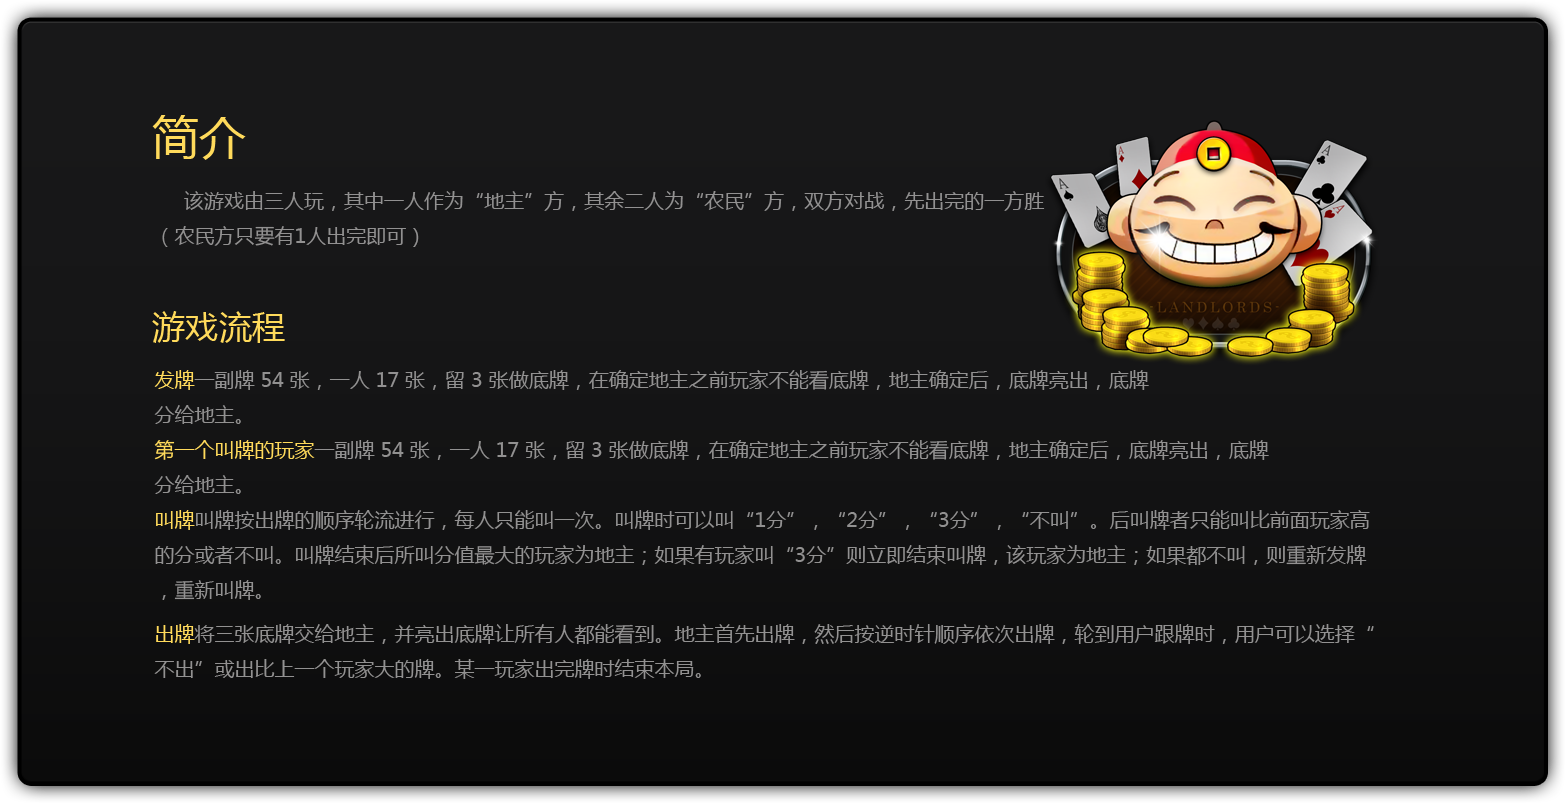 简介
该游戏由三人玩，其中一人作为“地主”方，其余二人为“农民”方，双方对战，先出完的一方胜
（农民方只要有1人出完即可）
LANDLORDS
游戏流程
发牌一副牌 54 张，一人 17 张，留 3 张做底牌，在确定地主之前玩家不能看底牌，地主确定后，底牌亮出，底牌
分给地主。
第一个叫牌的玩家一副牌 54 张，一人 17 张，留 3 张做底牌，在确定地主之前玩家不能看底牌，地主确定后，底牌亮出，底牌
分给地主。
叫牌叫牌按出牌的顺序轮流进行，每人只能叫一次。叫牌时可以叫“1分”，“2分”，“3分”，“不叫”。后叫牌者只能叫比前面玩家高
的分或者不叫。叫牌结束后所叫分值最大的玩家为地主；如果有玩家叫“3分”则立即结束叫牌，该玩家为地主；如果都不叫，则重新发牌
，重新叫牌。
出牌将三张底牌交给地主，并亮出底牌让所有人都能看到。地主首先出牌，然后按逆时针顺序依次出牌，轮到用户跟牌时，用户可以选择“
不出”或出比上一个玩家大的牌。某一玩家出完牌时结束本局。